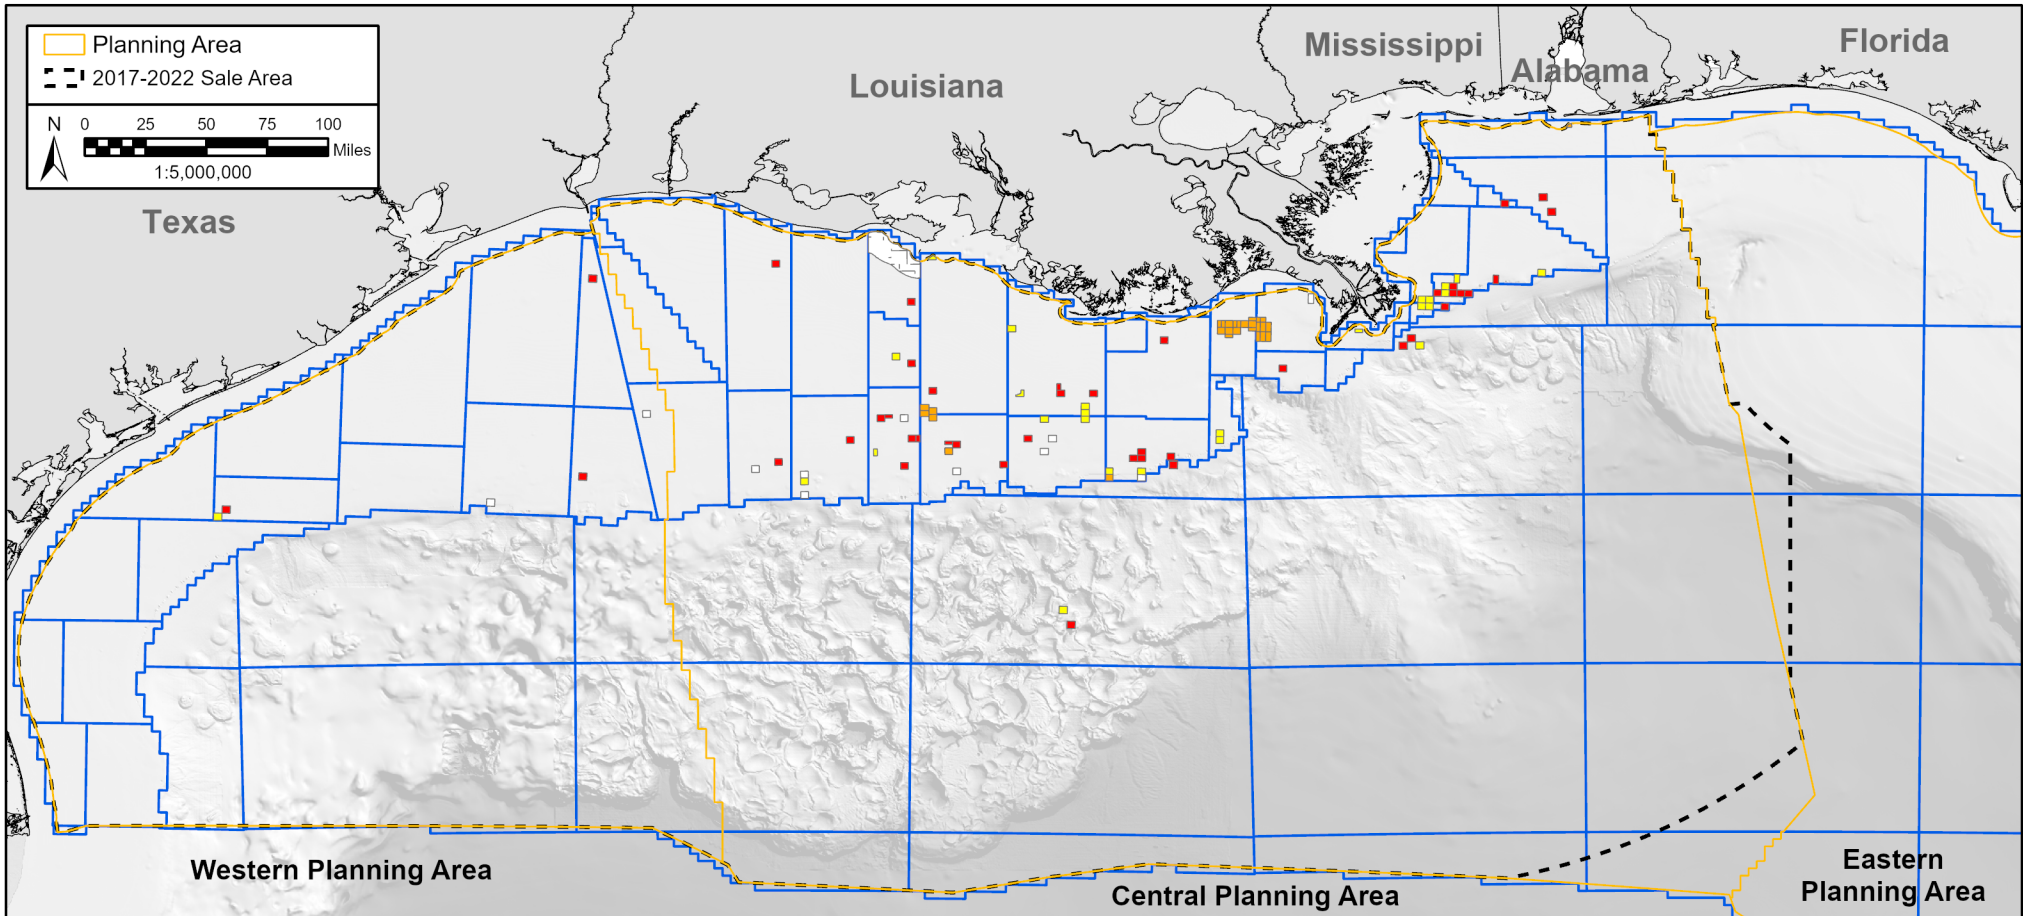 Planning Area
2017-2022 Sale Area
N 0 25 50 75 100
Miles
1:5,000,000
Texas
Louisiana
Mississippi
Alabama
Florida
Western Planning Area
Central Planning Area
Eastern
Planning Area